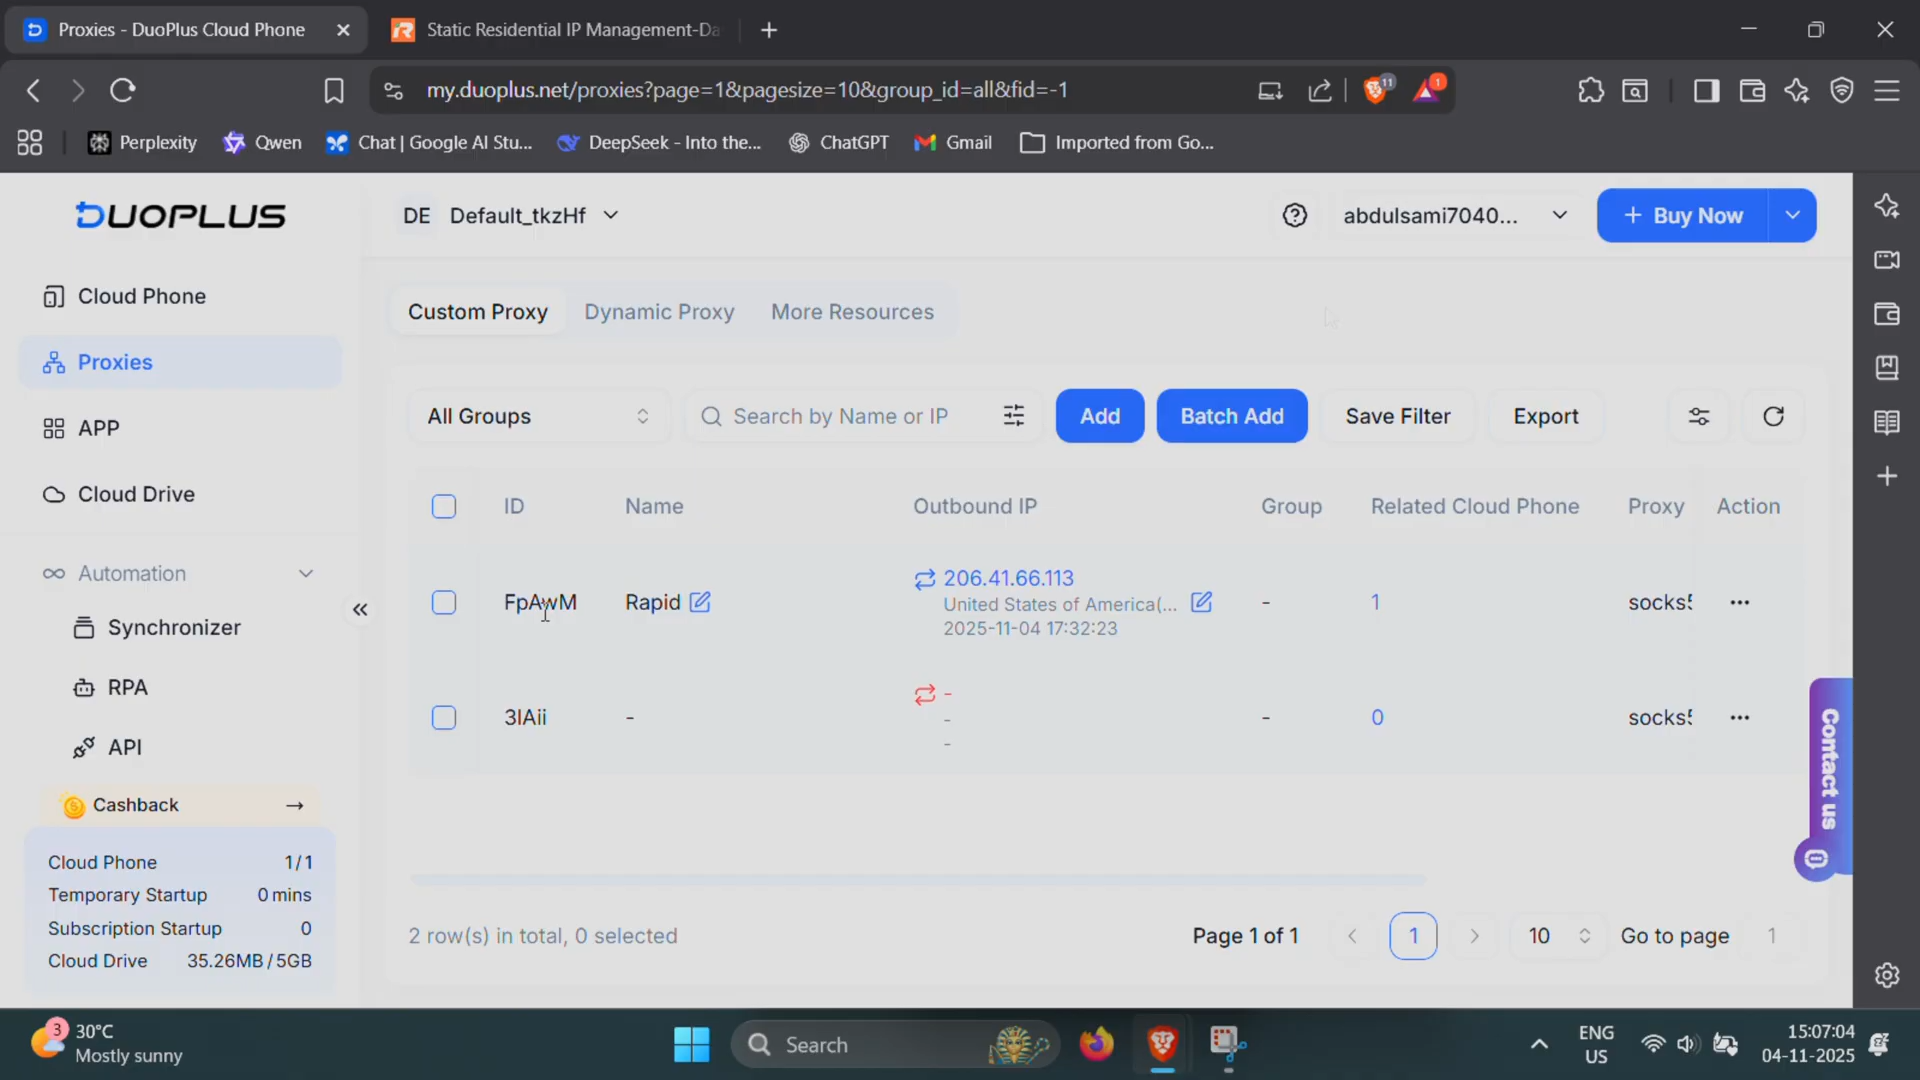 Proxies - DuoPlus Cloud Phone
Static Residential IP Management-Da
my.duoplus.net/proxies?page=1&pagesize=10&group_id=all&fid=-1
11
1
Perplexity
Qwen
Chat | Google AI Stu...
DeepSeek - Into the...
ChatGPT
Gmail
Imported from Go...
DUOPLUS
DE Default_tkzHf
abdulsami7040...
+ Buy Now
Cloud Phone
Proxies
APP
Cloud Drive
Automation
Synchronizer
RPA
API
Cashback →
Cloud Phone 1/1
Temporary Startup 0 mins
Subscription Startup 0
Cloud Drive 35.26MB/5GB
Custom Proxy
Dynamic Proxy
More Resources
All Groups
Search by Name or IP
Add
Batch Add
Save Filter
Export
ID Name Outbound IP Group Related Cloud Phone Proxy Action
FpAwM Rapid 206.41.66.113 - 1 socks5 ...
United States of America(...
2025-11-04 17:32:23
3IAii - - - 0 socks5 ...
-
-
Contact us
2 row(s) in total, 0 selected
Page 1 of 1
1
10
Go to page 1
3
30°C
Mostly sunny
Search
ENG
US
15:07:04
04-11-2025